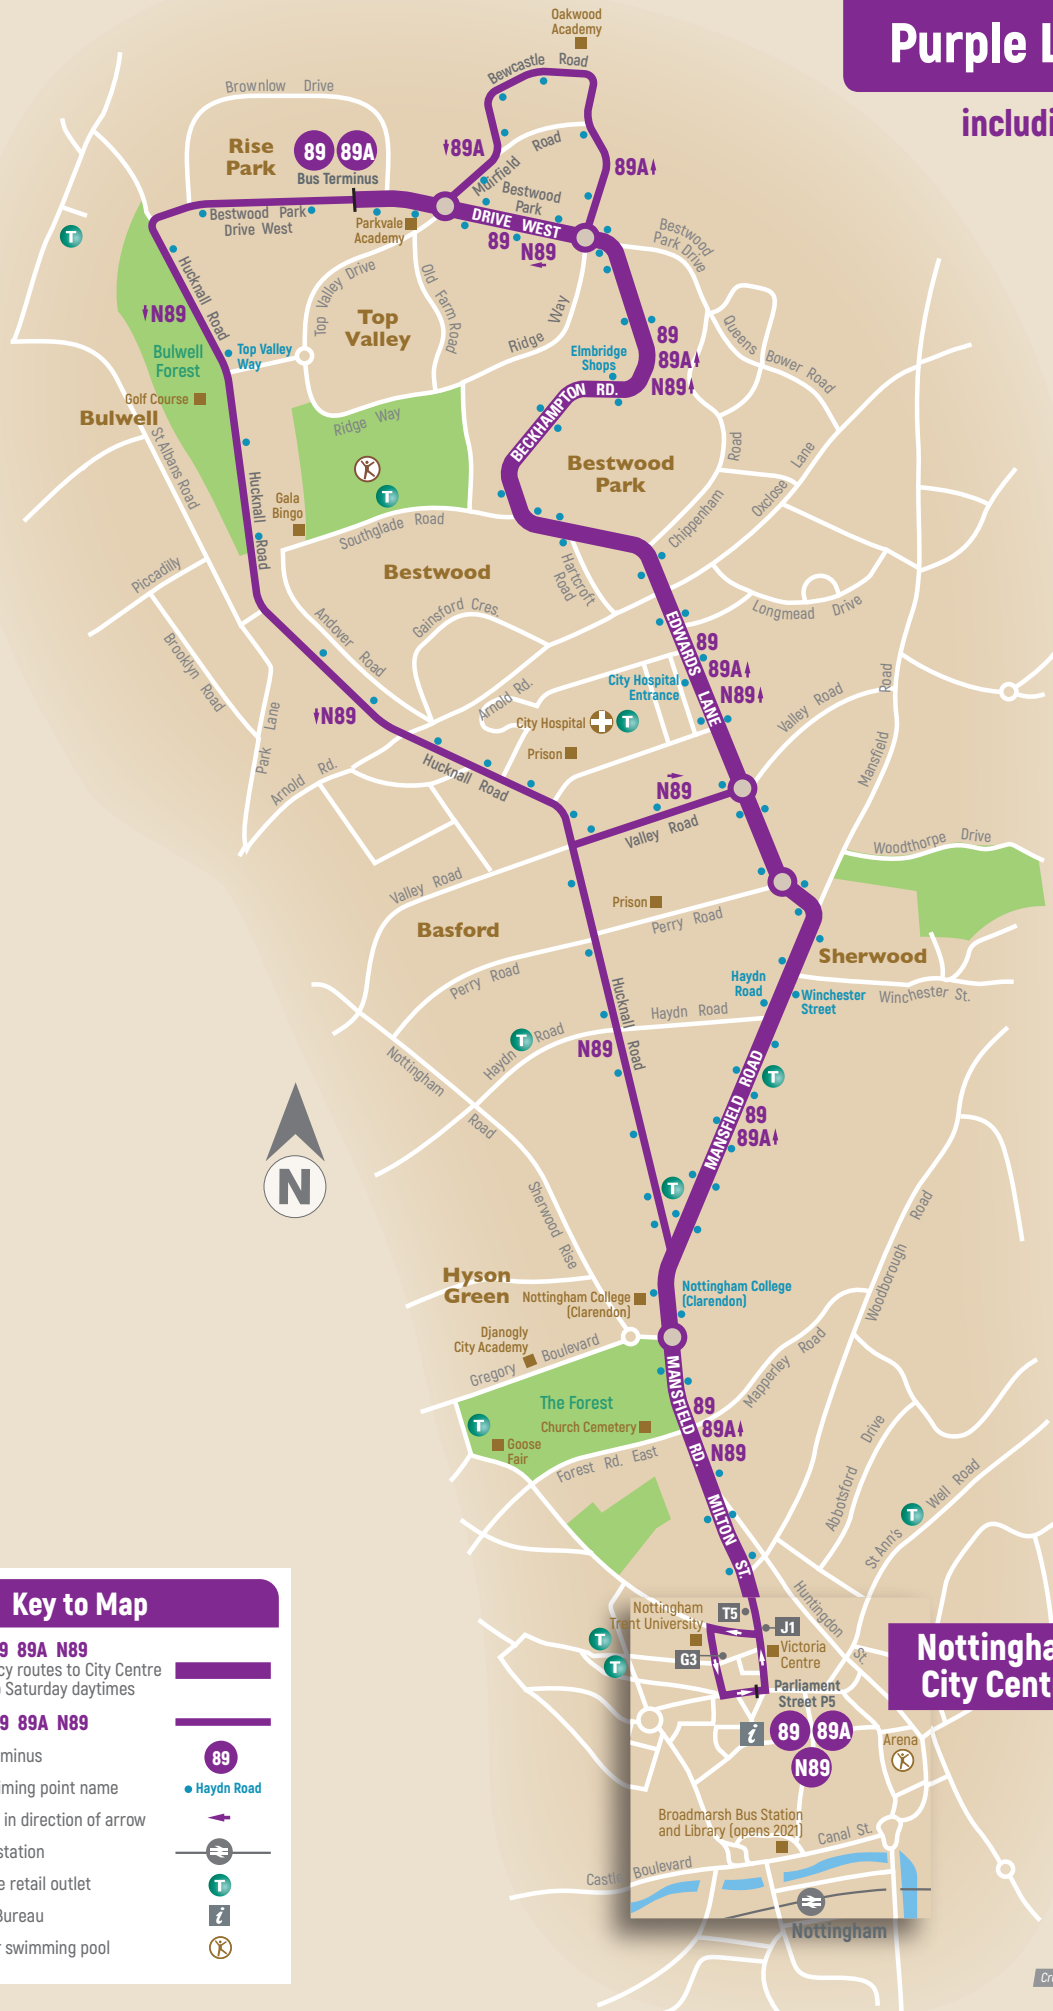 Purple L
includi
Oakwood
Academy
Bewcastle Road
Brownlow Drive
Rise
Park
89 89A
Bus Terminus
89A
Muirfield Road
89A
Bestwood
Park
DRIVE WEST
Bestwood Park
Drive West
Parkvale
Academy
89
N89
Bestwood
Park Drive
T
Hucknall Road
N89
Top Valley Drive
Old Farm Road
Top
Valley
Ridge Way
Queens Bower Road
Bulwell
Forest
Top Valley
Way
Elmbridge
Shops
89
89A
N89
BECKHAMPTON RD.
Golf Course
Bulwell
Ridge Way
St Albans Road
Hucknall Road
Gala
Bingo
T
Southglade Road
Bestwood
Park
Road
Chippenham
Oxclose Lane
Piccadilly
Bestwood
Hartcroft
Road
Longmead Drive
Brooklyn Road
Andover Road
Gainsford Cres.
EDWARDS LANE
89
89A
N89
City Hospital
Entrance
Arnold Rd.
City Hospital
T
Valley Road
Mansfield Road
N89
Park Lane
Arnold Rd.
Prison
Hucknall Road
N89
Valley Road
Woodthorpe Drive
Valley Road
Prison
Perry Road
Basford
Sherwood
Perry Road
Haydn
Road
Winchester
Street
Winchester St.
Hucknall Road
Haydn Road
T
Haydn Road
N89
Nottingham Road
MANSFIELD ROAD
T
89
89A
N
T
Sherwood Rise
Woodborough Road
Hyson
Green
Nottingham College
(Clarendon)
Nottingham College
(Clarendon)
Djanogly
City Academy
Gregory Boulevard
Mapperley Road
The Forest
MANSFIELD RD.
89
89A
N89
Church Cemetery
T
Goose
Fair
Forest Rd. East
Abbotsford Drive
St Ann's Well Road
T
MILTON ST.
Huntingdon St.
Nottingham
Trent University
T5
J1
G3
Victoria
Centre
T
T
Parliament
Street P5
i
89 89A
N89
Arena
Nottingha
City Cent
Broadmarsh Bus Station
and Library (opens 2021)
Canal St.
Castle Boulevard
Nottingham
Key to Map
9 89A N89
cy routes to City Centre
Saturday daytimes
9 89A N89
minus
89
iming point name
Haydn Road
in direction of arrow
station
e retail outlet
T
Bureau
i
r swimming pool
Cr